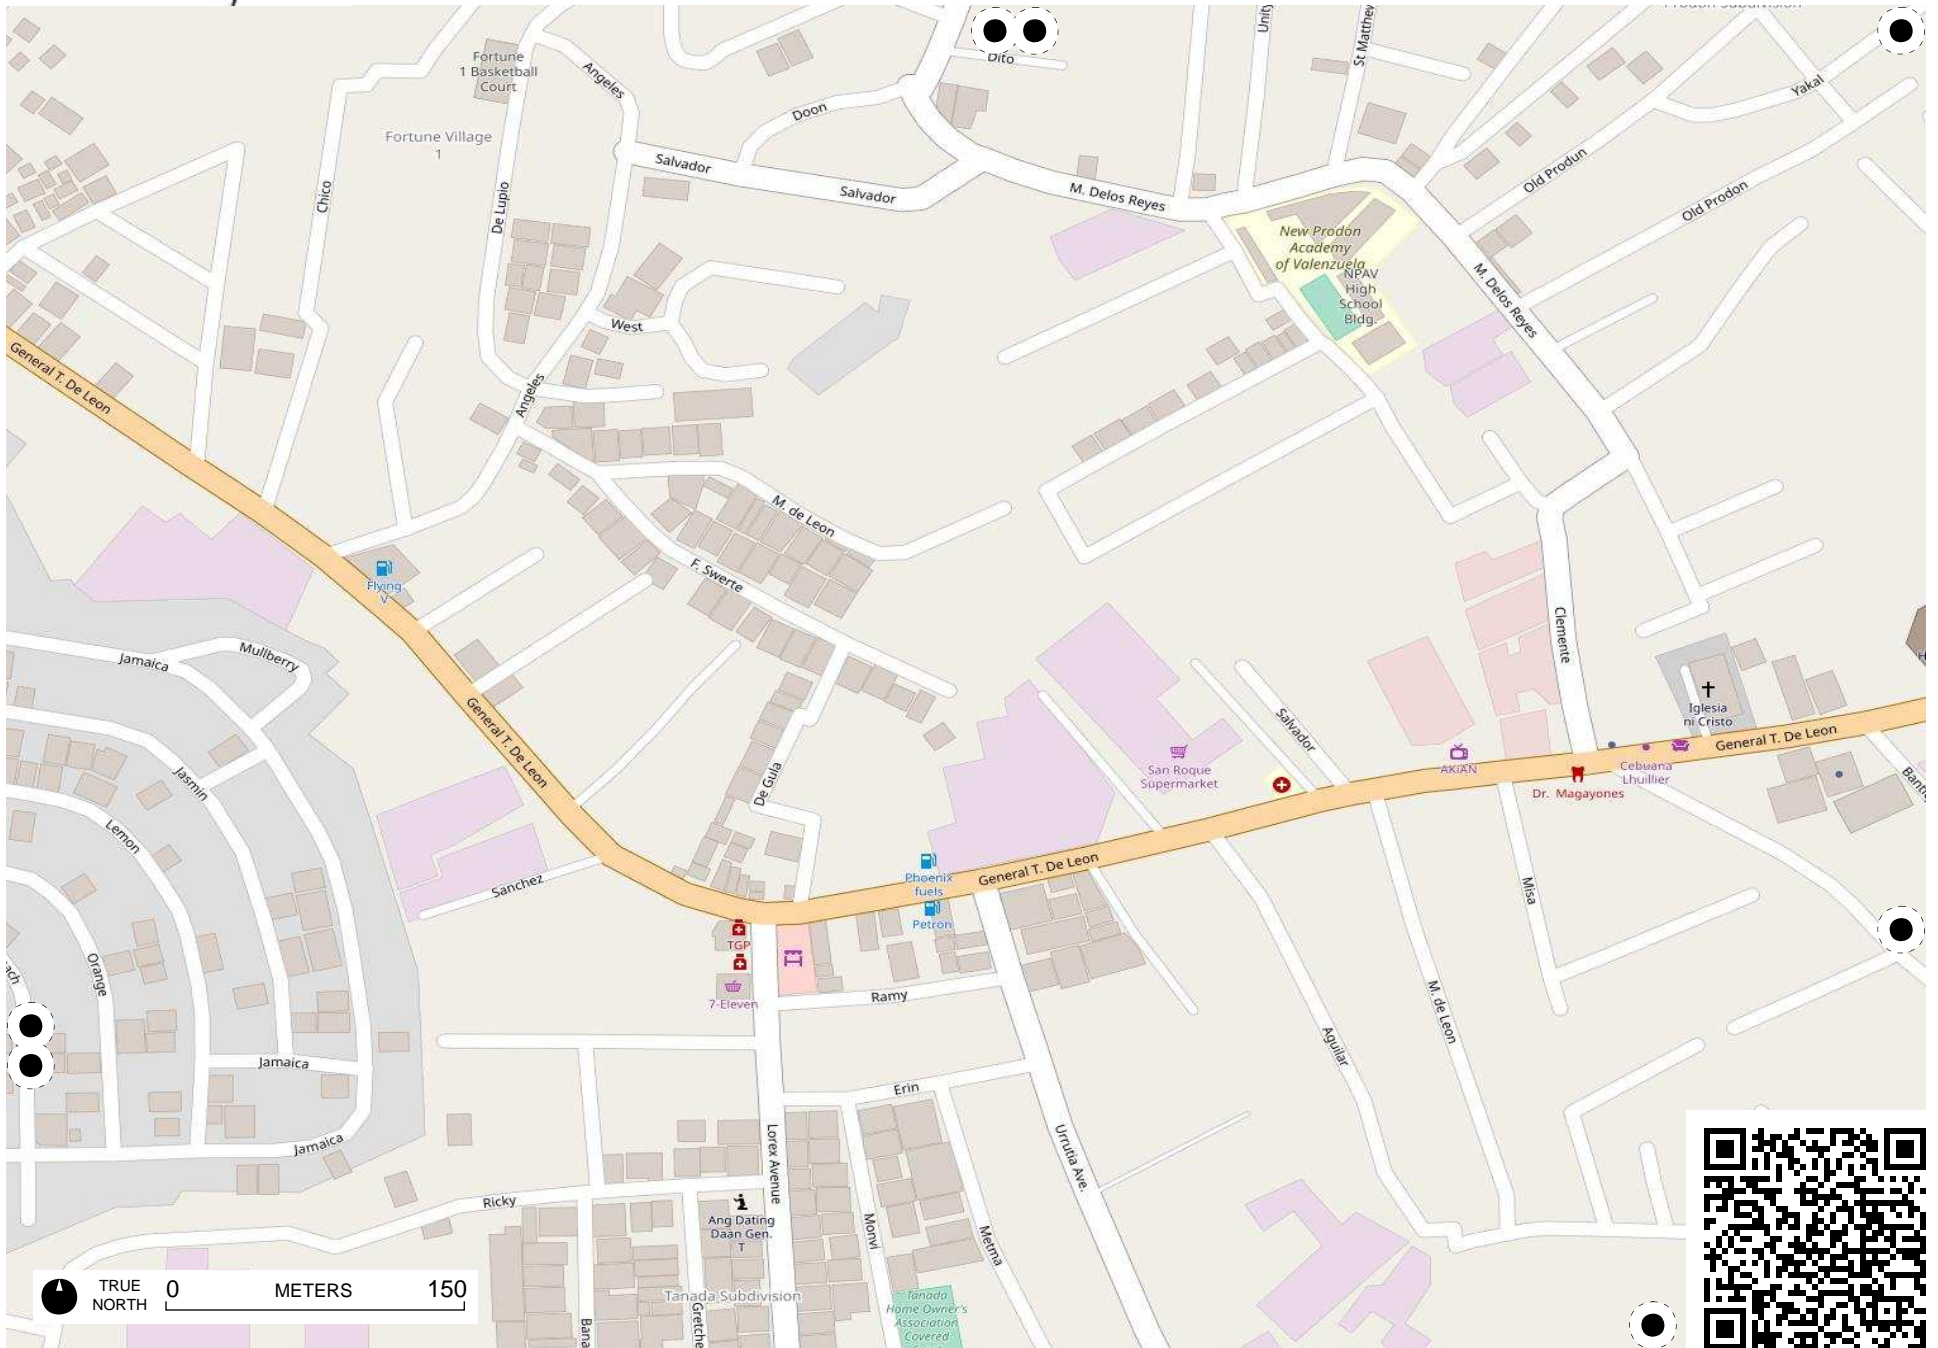 Dito
Unity
St Matthew
Fortune
1 Basketball
Court
Angeles
Yakal
Doon
Fortune Village
1
Salvador
Salvador
Old Produn
Chico
De Lupio
M. Delos Reyes
Old Prodon
New Prodon
Academy
of Valenzuela
NPAV
High
School
Bldg.
M. Delos Reyes
West
General T. De Leon
Angeles
M. de Leon
Flying
V
F. Swerte
Clemente
Jamaica
Mullberry
Iglesia
ni Cristo
General T. De Leon
Salvador
General T. De Leon
San Roque
Supermarket
AKiAN
Cebuana
Lhuillier
Jasmin
De Gula
Dr. Magayones
Lemon
Phoenix
fuels
General T. De Leon
Sanchez
Misa
Petron
TGP
Orange
7-Eleven
Ramy
M. de Leon
Aguilar
Jamaica
Erin
Jamaica
Lorex Avenue
Urrutia Ave.
Ricky
Ang Dating
Daan Gen.
T
Monvi
Metma
TRUE
NORTH
0 METERS 150
Tanada Subdivision
Tanada
Home Owner's
Association
Covered
Bana
Gretche